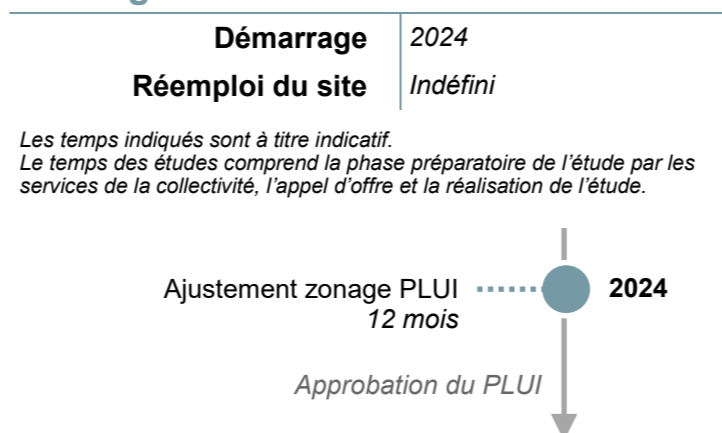 Démarrage 2024
Réemploi du site Indéfini
Les temps indiqués sont à titre indicatif.
Le temps des études comprend la phase préparatoire de l'étude par les
services de la collectivité, l'appel d'offre et la réalisation de l'étude.
Ajustement zonage PLUI 2024
12 mois
Approbation du PLUI